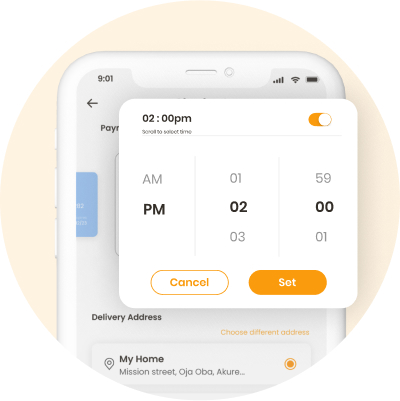 9:01
02 : 00pm
Scroll to select time
AM 01 59
PM 02 00
03 01
Cancel Set
Delivery Address
Choose different address
My Home
Mission street, Oja Oba, Akure...